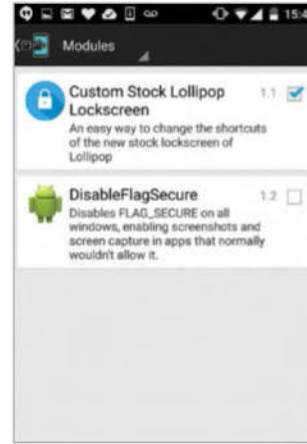 Modules
Custom Stock Lollipop 1.1
Lockscreen
An easy way to change the shortcuts
of the new stock lockscreen of
Lollipop
DisableFlagSecure 1.2
Disables FLAG_SECURE on all
windows, enabling screenshots and
screen capture in apps that normally
wouldn't allow it.